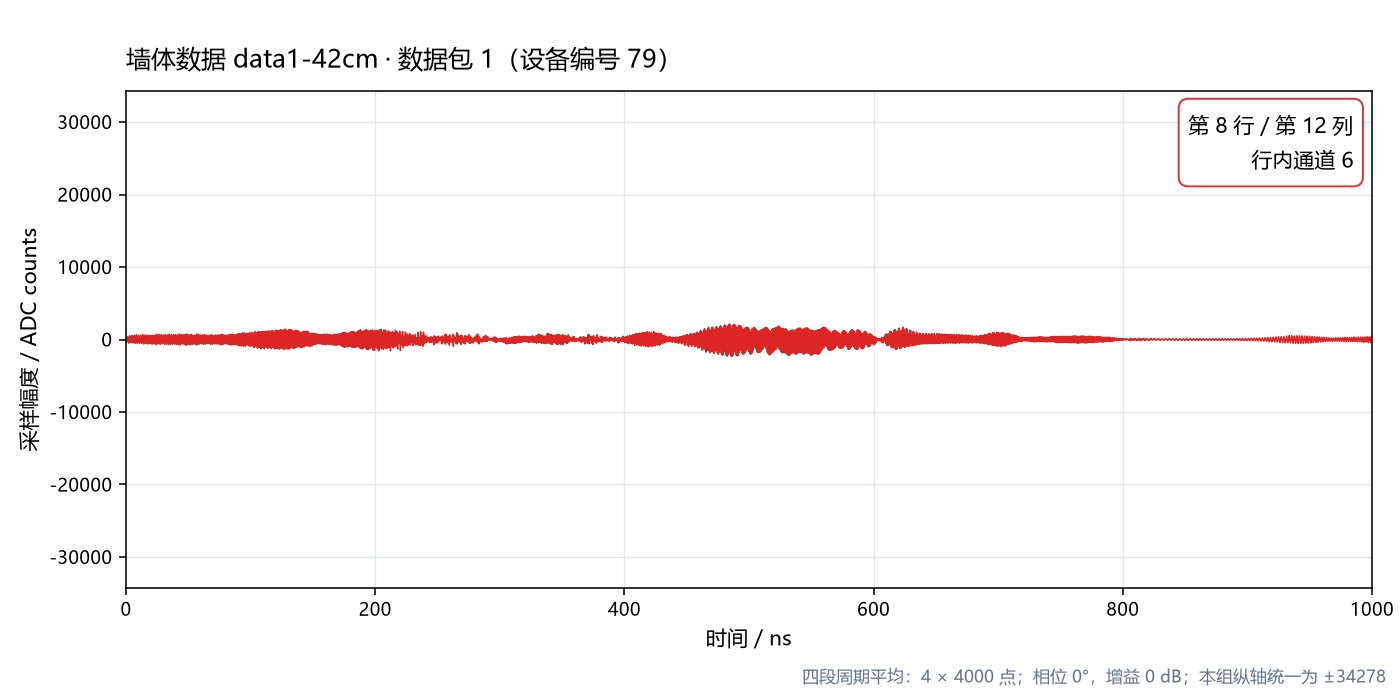 墙体数据 data1-42cm · 数据包 1（设备编号 79）
第 8 行 / 第 12 列
行内通道 6
采样幅度 / ADC counts
30000
20000
10000
0
-10000
-20000
-30000
0 200 400 600 800 1000
时间 / ns
四段周期平均：4 × 4000 点；相位 0°，增益 0 dB；本组纵轴统一为 ±34278